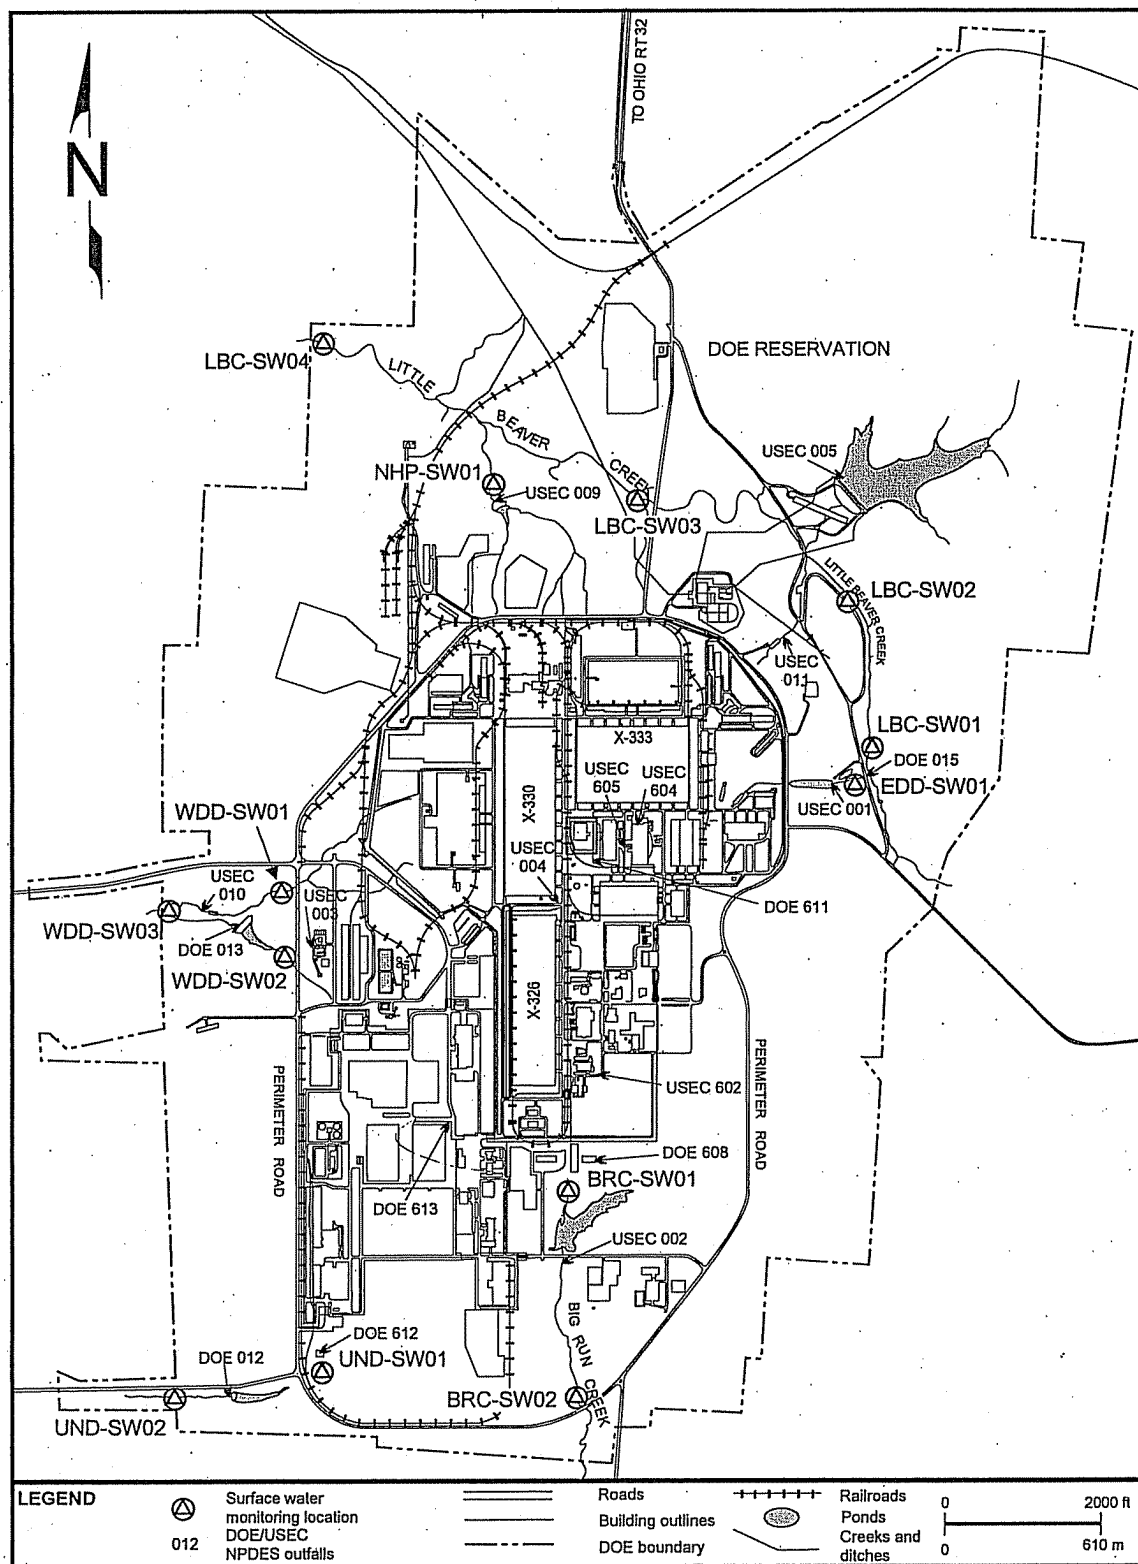 TO OHIO RT 32
N
DOE RESERVATION
LBC-SW04
LITTLE
BEAVER
CREEK
USEC 005
NHP-SW01
USEC 009
LBC-SW03
LITTLE BEAVER CREEK
LBC-SW02
USEC
011
X-333
LBC-SW01
DOE 015
EDD-SW01
USEC 001
USEC
605
USEC
604
X-330
WDD-SW01
USEC
004
USEC
010
USEC
003
DOE 611
WDD-SW03
DOE 013
WDD-SW02
X-326
USEC 602
PERIMETER ROAD
PERIMETER ROAD
DOE 608
BRC-SW01
DOE 613
USEC 002
BIG RUN
CREEK
DOE 612
UND-SW01
DOE 012
BRC-SW02
UND-SW02
LEGEND
Surface water
monitoring location
012
DOE/USEC
NPDES outfalls
Roads
Building outlines
DOE boundary
Railroads
Ponds
Creeks and
ditches
0
2000 ft
0
610 m